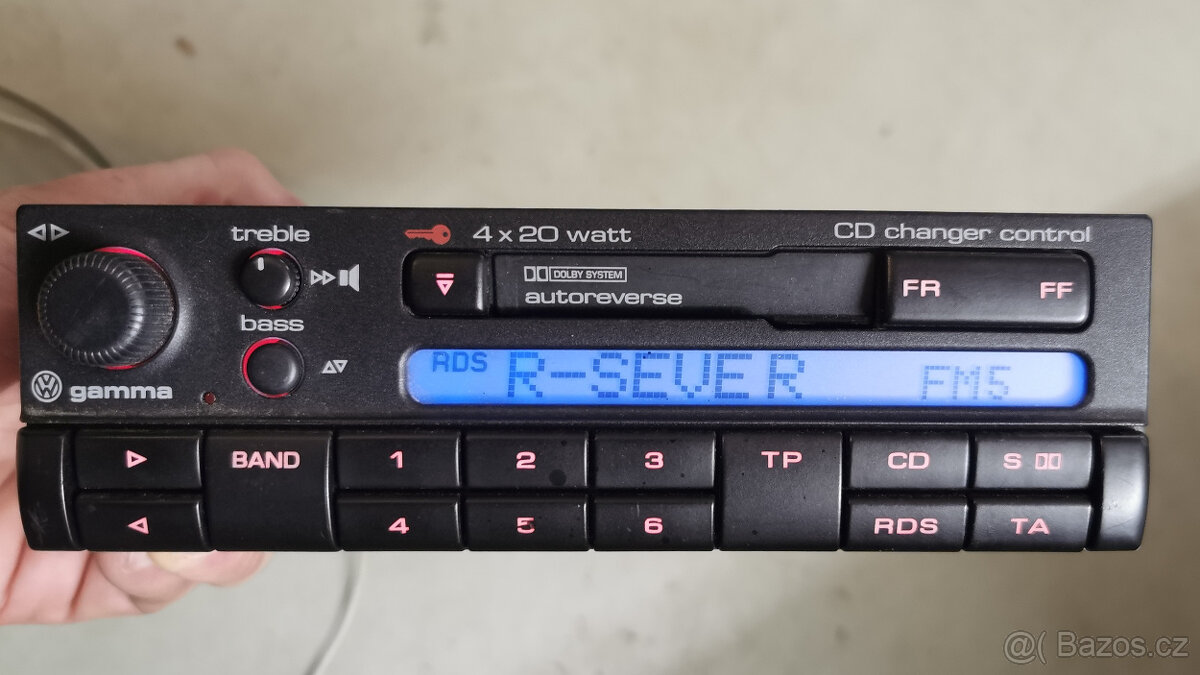 treble
4 x 20 watt
CD changer control
DOLBY SYSTEM
autoreverse
FR FF
bass
RDS R-SEVER FM5
gamma
BAND 1 2 3 TP CD S
4 5 6 RDS TA
@( Bazos.cz